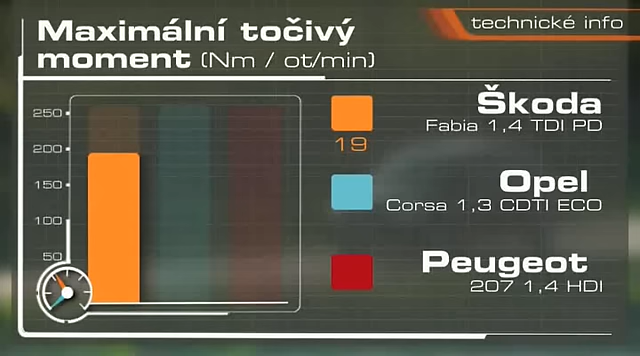 technické info
Maximální točivý
moment (Nm / ot/min)
Škoda
Fabia 1,4 TDI PD
19
Opel
Corsa 1,3 CDTI ECO
Peugeot
207 1,4 HDI
250
200
150
100
50